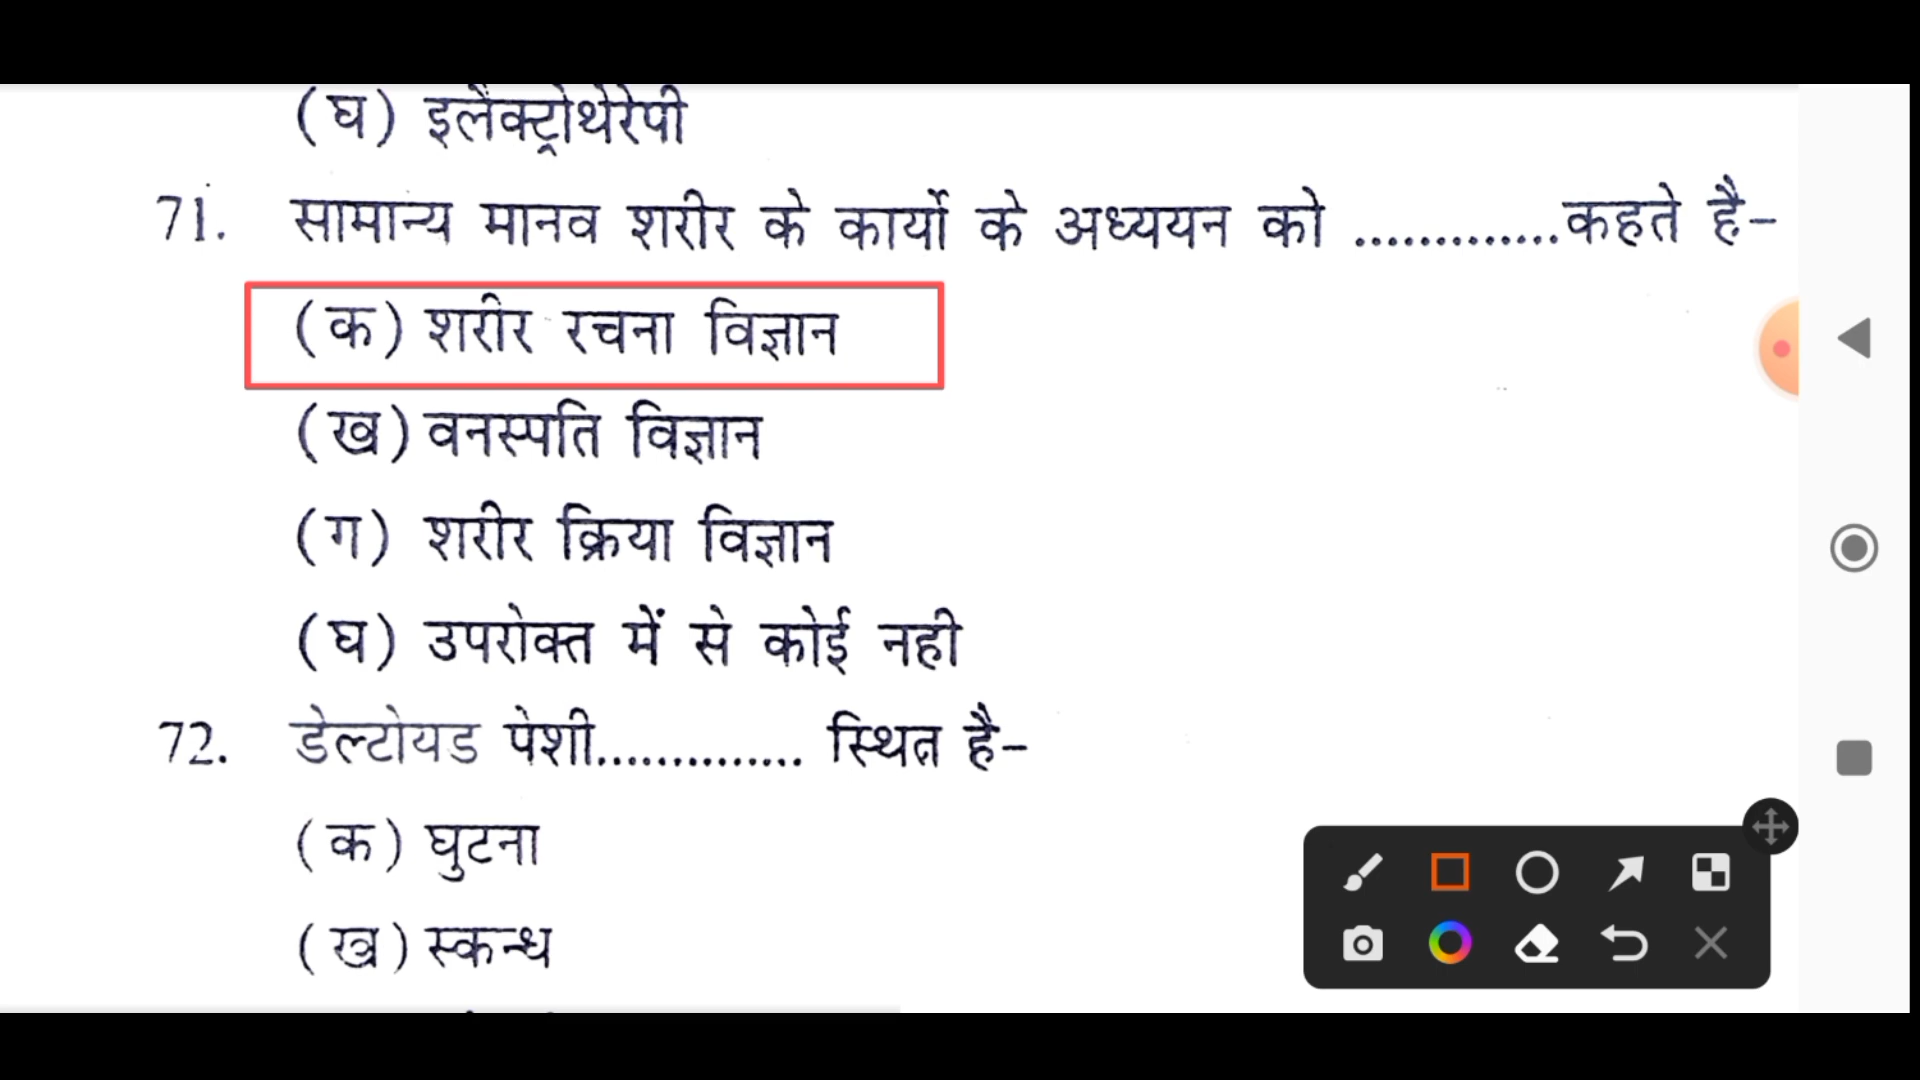 (घ) इलैक्ट्रोथेरेपी
71. सामान्य मानव शरीर के कार्यो के अध्ययन को .............कहते है-
(क) शरीर रचना विज्ञान
(ख) वनस्पति विज्ञान
(ग) शरीर क्रिया विज्ञान
(घ) उपरोक्त में से कोई नही
72. डेल्टोयड पेशी.............. स्थित है-
(क) घुटना
(ख) स्कन्ध